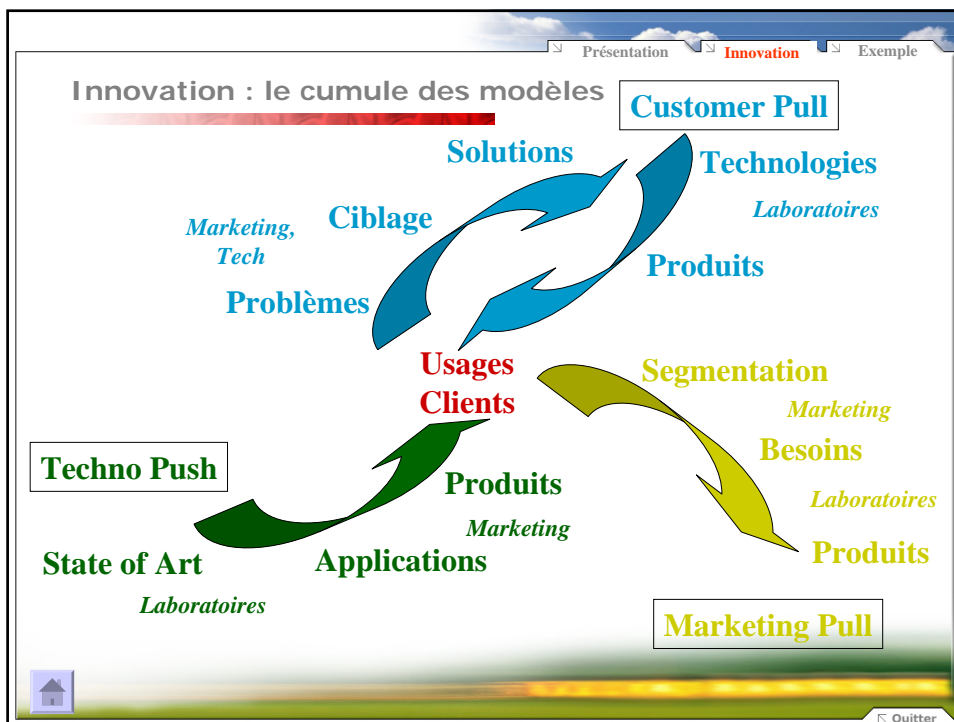 Présentation
Innovation
Exemple
Innovation : le cumule des modèles
Customer Pull
Solutions
Technologies
Laboratoires
Ciblage
Marketing,
Tech
Produits
Problèmes
Usages
Clients
Segmentation
Marketing
Besoins
Laboratoires
Produits
Marketing Pull
Techno Push
Produits
Marketing
Applications
State of Art
Laboratoires
Quitter